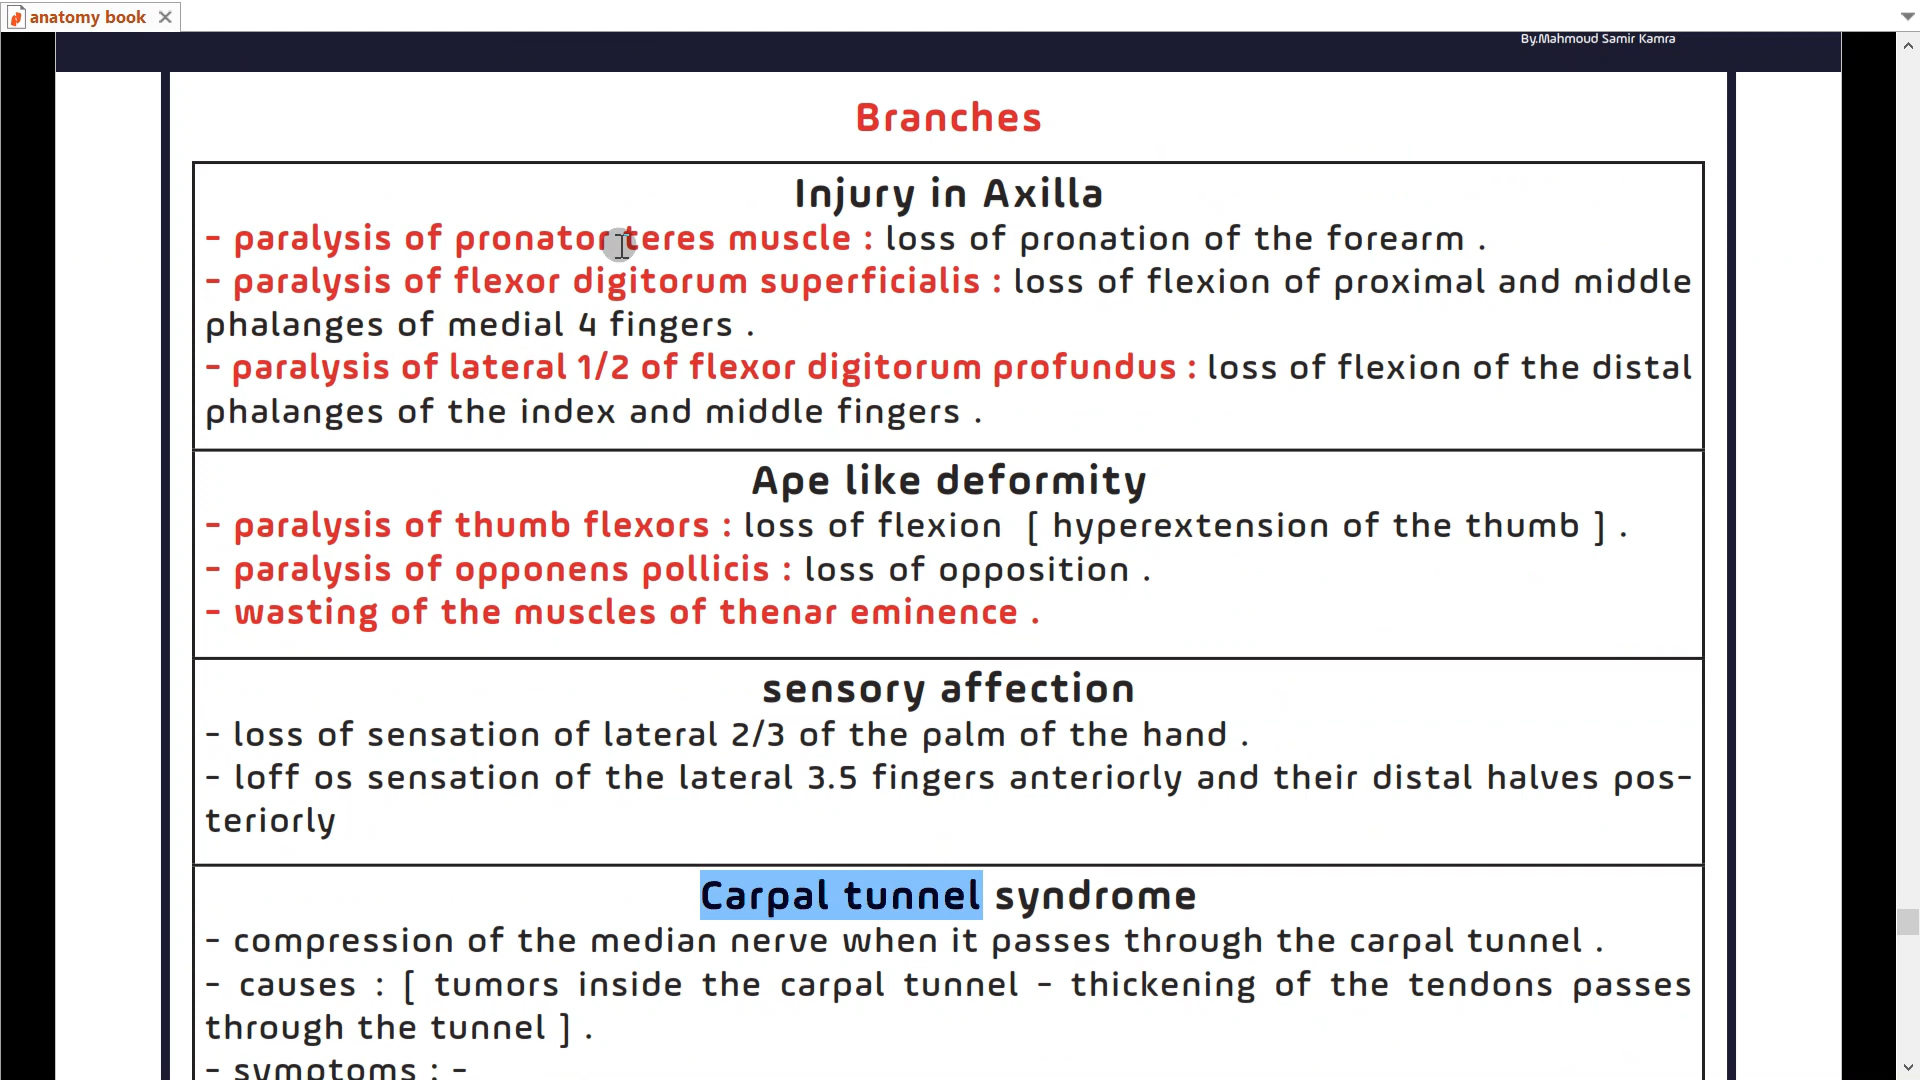 anatomy book
By.Mahmoud Samir Kamra
Branches
Injury in Axilla
- paralysis of pronator teres muscle : loss of pronation of the forearm .
- paralysis of flexor digitorum superficialis : loss of flexion of proximal and middle
phalanges of medial 4 fingers .
- paralysis of lateral 1/2 of flexor digitorum profundus : loss of flexion of the distal
phalanges of the index and middle fingers .
Ape like deformity
- paralysis of thumb flexors : loss of flexion [ hyperextension of the thumb ] .
- paralysis of opponens pollicis : loss of opposition .
- wasting of the muscles of thenar eminence .
sensory affection
- loss of sensation of lateral 2/3 of the palm of the hand .
- loff os sensation of the lateral 3.5 fingers anteriorly and their distal halves pos-
teriorly
Carpal tunnel syndrome
- compression of the median nerve when it passes through the carpal tunnel .
- causes : [ tumors inside the carpal tunnel - thickening of the tendons passes
through the tunnel ] .
- symptoms : -